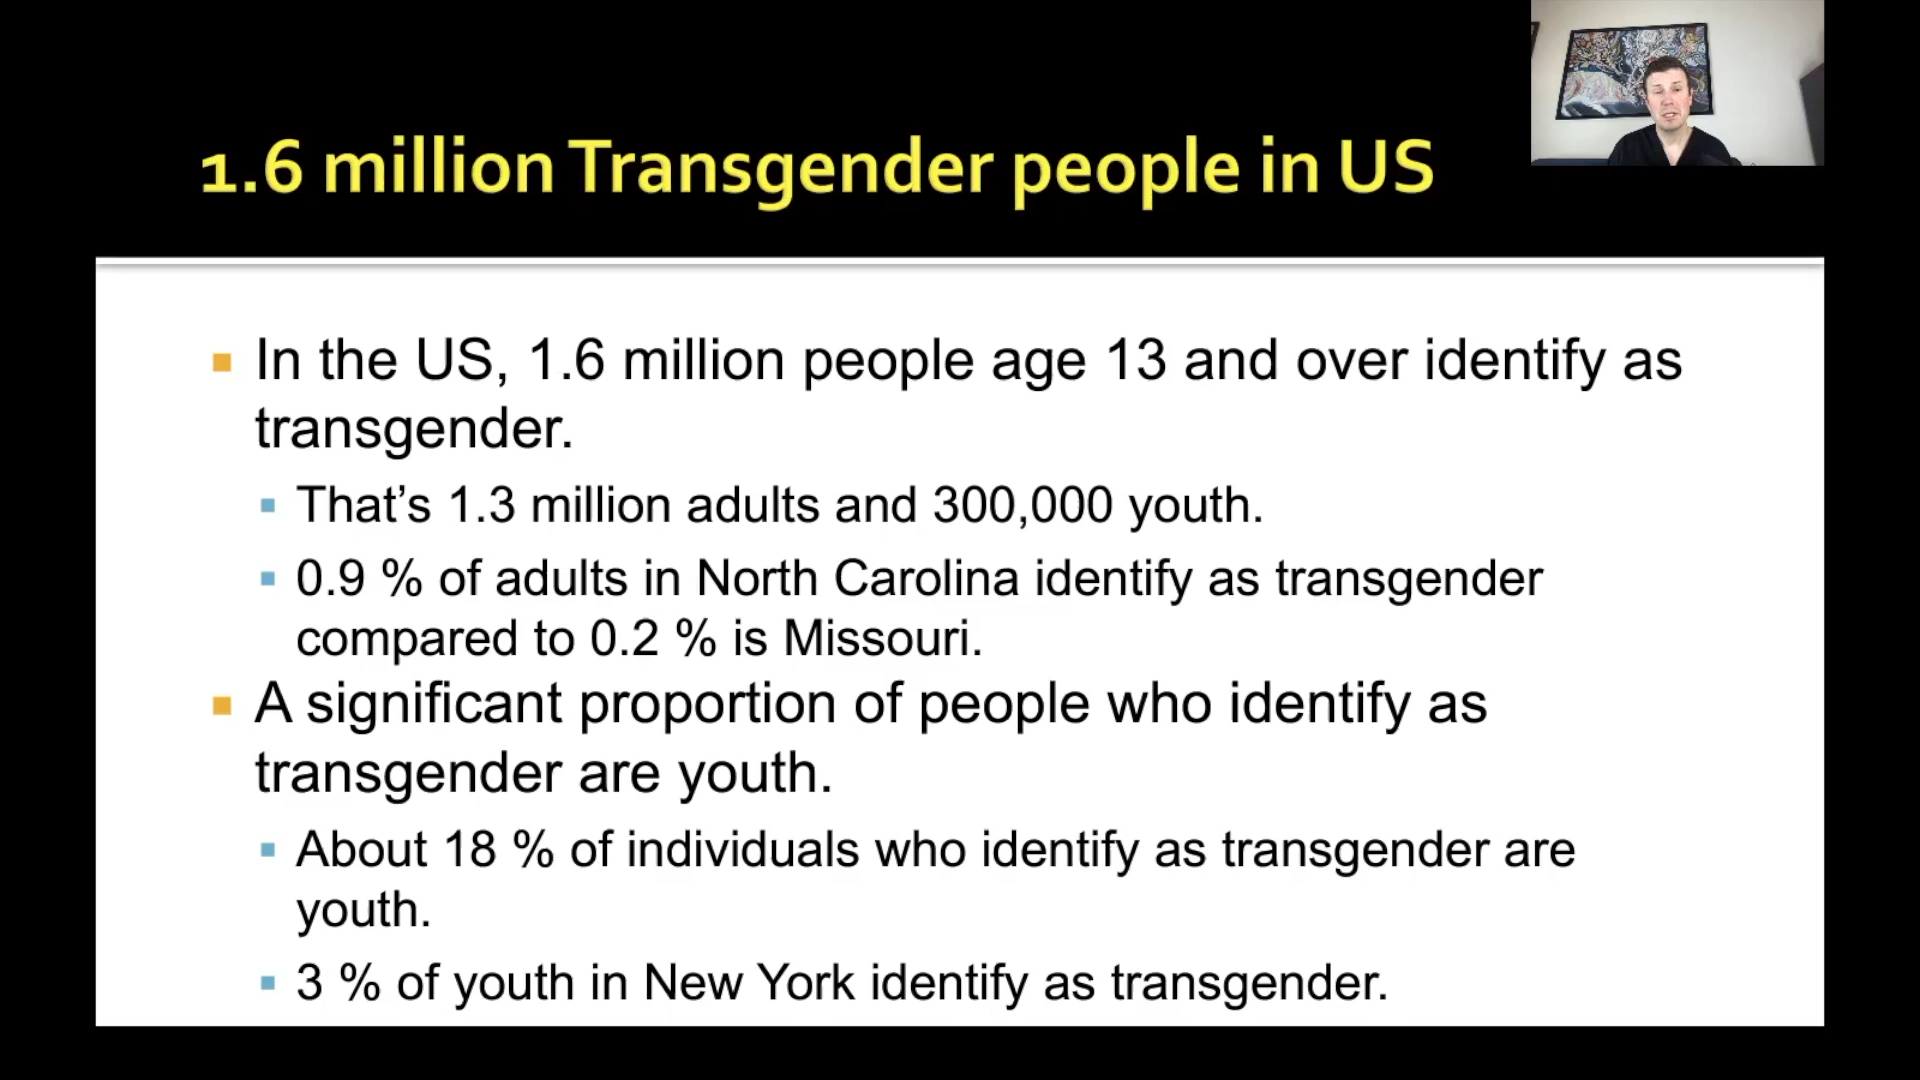 1.6 million Transgender people in US
In the US, 1.6 million people age 13 and over identify as
transgender.
That’s 1.3 million adults and 300,000 youth.
0.9 % of adults in North Carolina identify as transgender
compared to 0.2 % is Missouri.
A significant proportion of people who identify as
transgender are youth.
About 18 % of individuals who identify as transgender are
youth.
3 % of youth in New York identify as transgender.